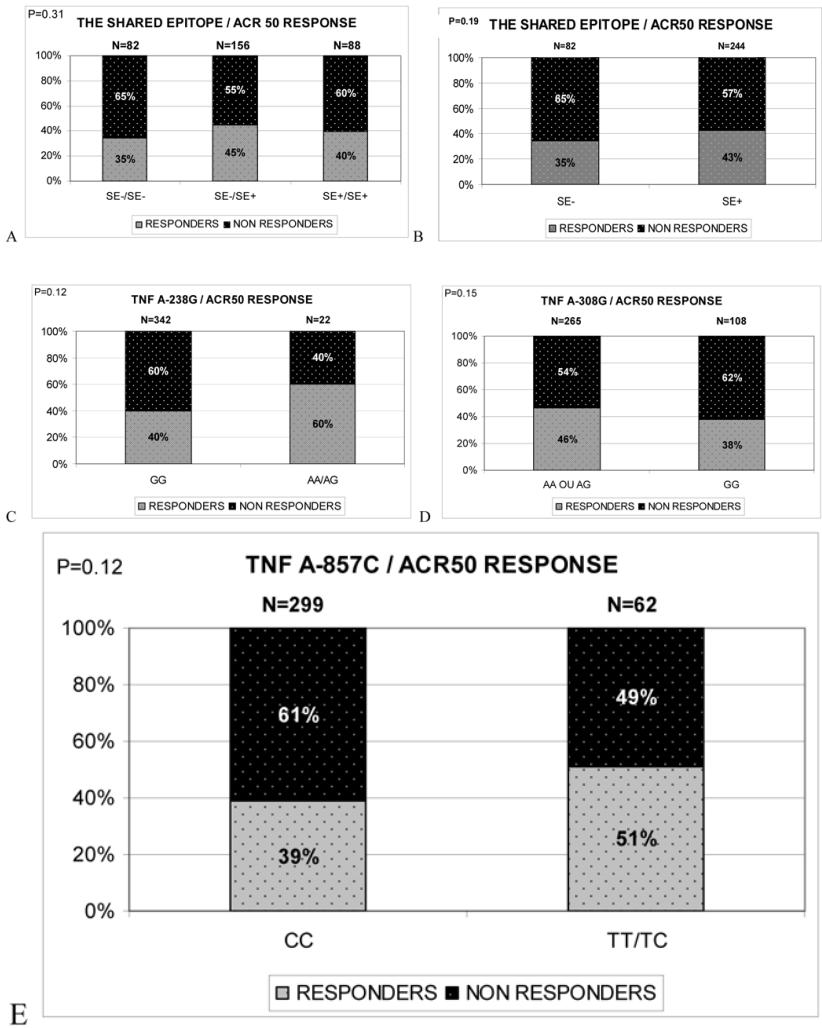 P=0.31
THE SHARED EPITOPE / ACR 50 RESPONSE
N=82 N=156 N=88
100%
80%
60%
40%
20%
0%
65% 55% 60%
35% 45% 40%
SE-/SE- SE-/SE+ SE+/SE+
RESPONDERS NON RESPONDERS
A
P=0.19
THE SHARED EPITOPE / ACR50 RESPONSE
N=82 N=244
100%
80%
60%
40%
20%
0%
65% 57%
35% 43%
SE- SE+
RESPONDERS NON RESPONDERS
B
P=0.12
TNF A-238G / ACR50 RESPONSE
N=342 N=22
100%
80%
60%
40%
20%
0%
60% 40%
40% 60%
GG AA/AG
RESPONDERS NON RESPONDERS
C
P=0.15
TNF A-308G / ACR50 RESPONSE
N=265 N=108
100%
80%
60%
40%
20%
0%
54% 62%
46% 38%
AA OU AG GG
RESPONDERS NON RESPONDERS
D
P=0.12
TNF A-857C / ACR50 RESPONSE
N=299 N=62
100%
80%
60%
40%
20%
0%
61% 49%
39% 51%
CC TT/TC
RESPONDERS NON RESPONDERS
E